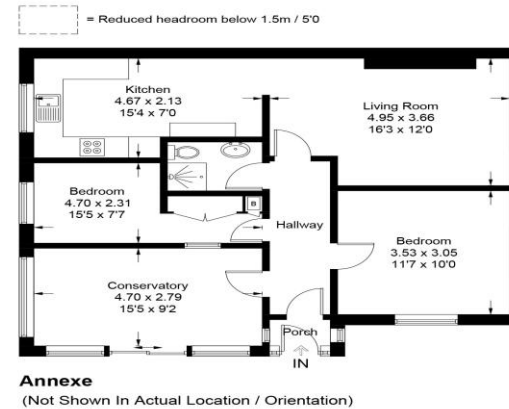 = Reduced headroom below 1.5m / 5'0
Kitchen
4.67 x 2.13
15'4 x 7'0
Living Room
4.95 x 3.66
16'3 x 12'0
Bedroom
4.70 x 2.31
15'5 x 7'7
Hallway
Bedroom
3.53 x 3.05
11'7 x 10'0
Conservatory
4.70 x 2.79
15'5 x 9'2
Porch
IN
Annexe
(Not Shown In Actual Location / Orientation)